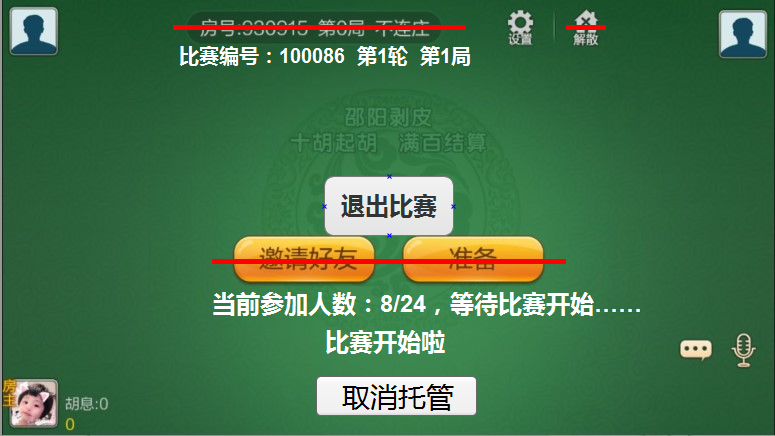 房号:930915 第0局 不连庄
设置
解散
比赛编号：100086 第1轮 第1局
邵阳剥皮
十胡起胡 满百结算
退出比赛
邀请好友
准备
当前参加人数：8/24，等待比赛开始……
比赛开始啦
取消托管
房主
胡息:0
0